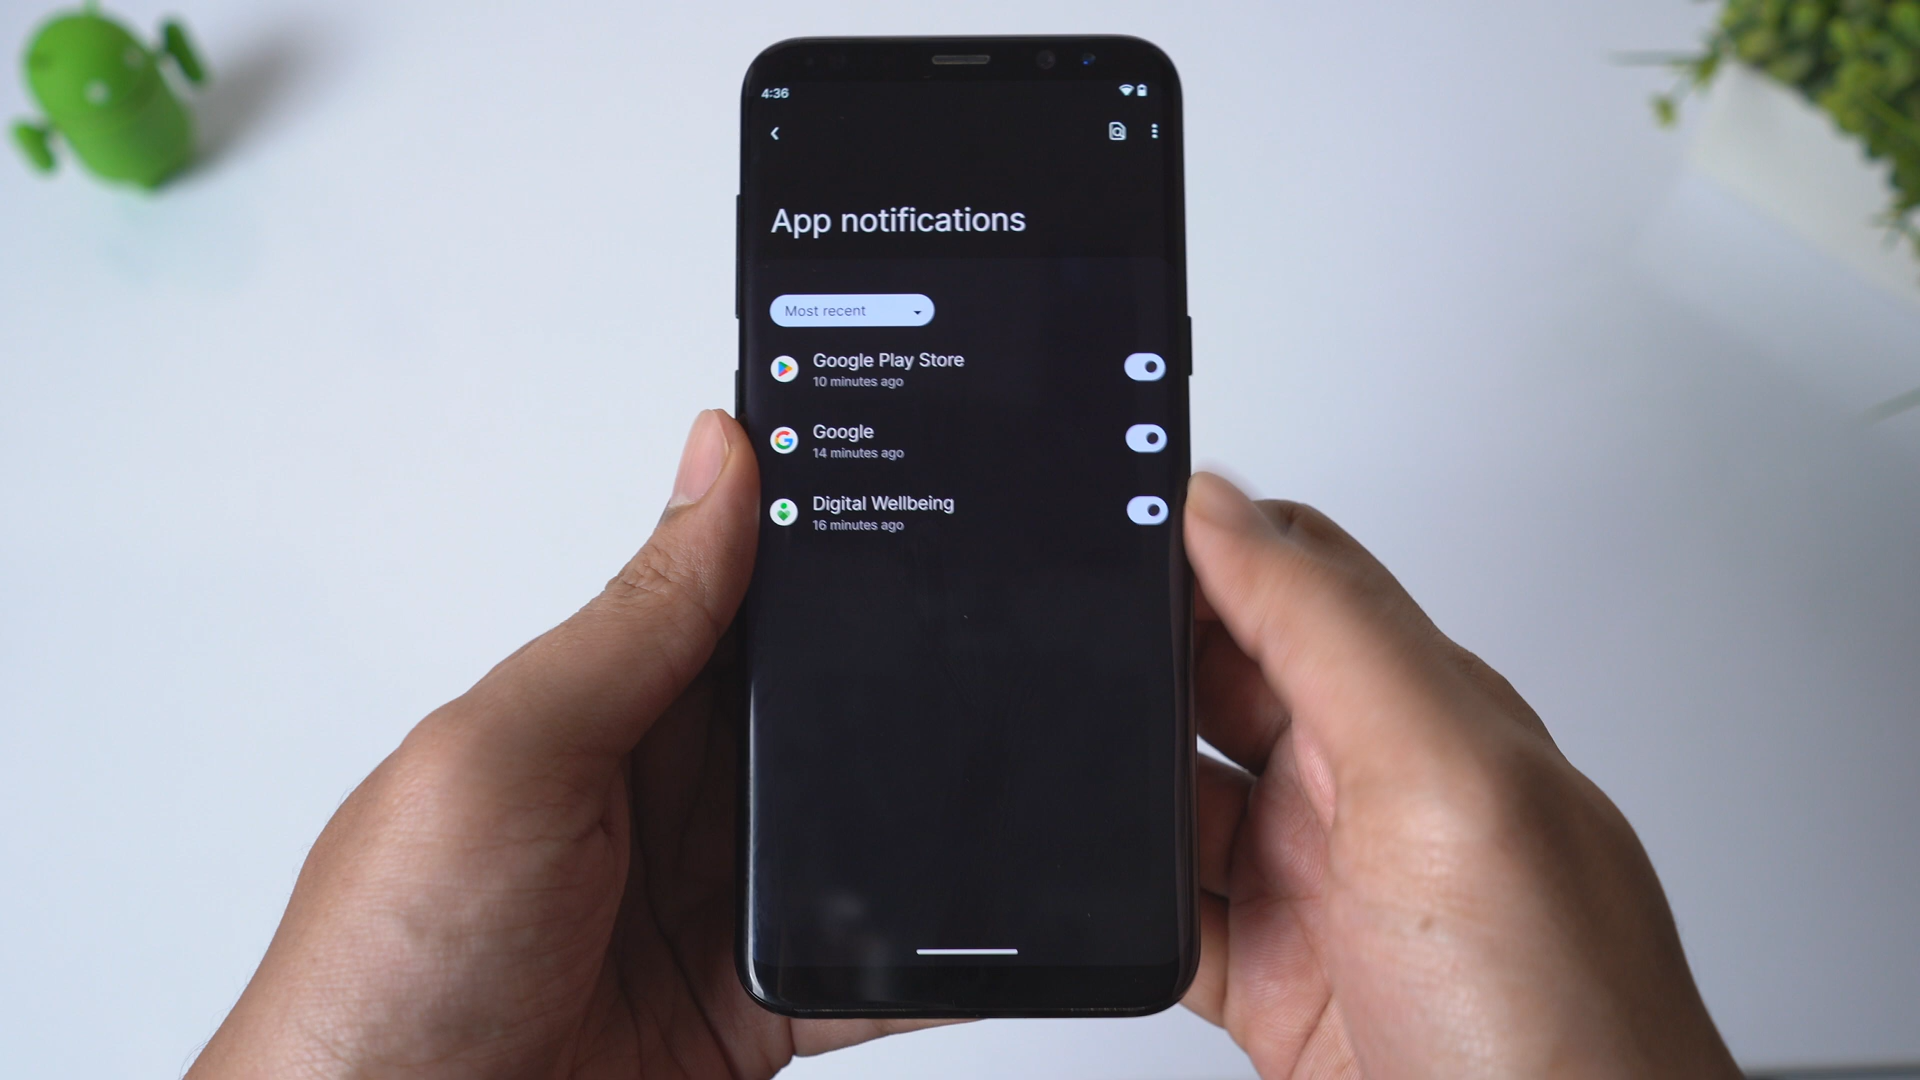 4:36
App notifications
Most recent
Google Play Store
10 minutes ago
Google
14 minutes ago
Digital Wellbeing
16 minutes ago